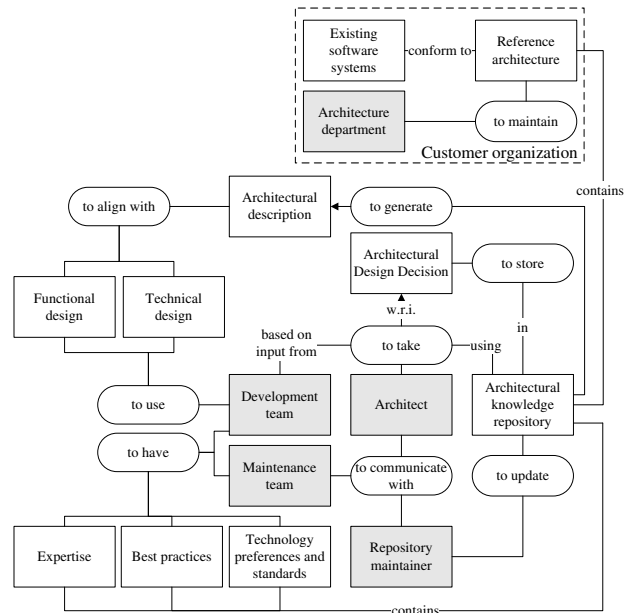 Existing
software
systems
conform to
Reference
architecture
Architecture
department
to maintain
Customer organization
contains
to align with
Architectural
description
to generate
Architectural
Design Decision
to store
Functional
design
Technical
design
w.r.i.
in
based on
input from
to take
using
to use
Development
team
Architect
Architectural
knowledge
repository
to have
Maintenance
team
to communicate
with
to update
Expertise
Best practices
Technology
preferences and
standards
Repository
maintainer
contains